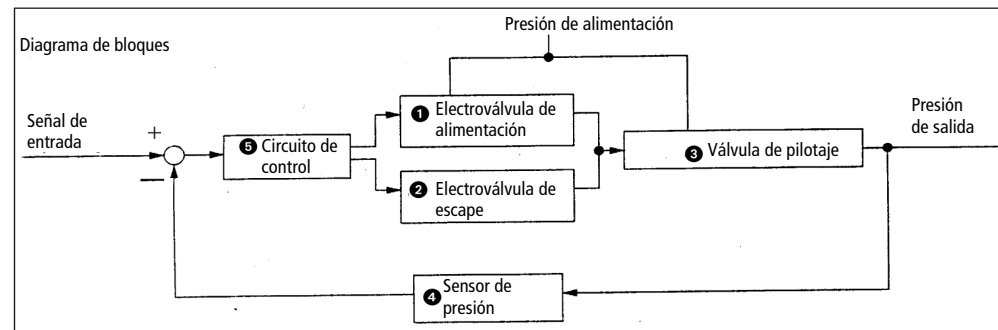 Presión de alimentación
Diagrama de bloques
Señal de
entrada
+
—
❺ Circuito de
control
❶ Electroválvula de
alimentación
❷ Electroválvula de
escape
❸ Válvula de pilotaje
Presión
de salida
❹ Sensor de
presión